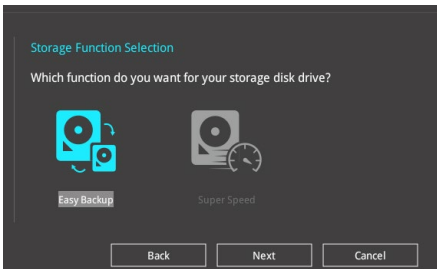 Storage Function Selection
Which function do you want for your storage disk drive?
Easy Backup Super Speed
Back Next Cancel